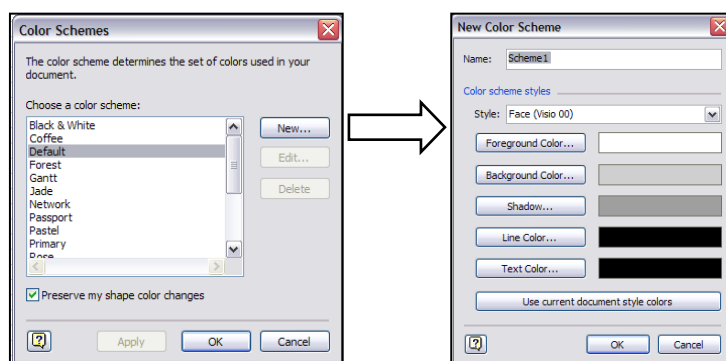 Color Schemes
The color scheme determines the set of colors used in your
document.
Choose a color scheme:
Black & White
Coffee
Default
Forest
Gantt
Jade
Network
Passport
Pastel
Primary
Rose
New...
Edit...
Delete
Preserve my shape color changes
?
Apply
OK
Cancel
New Color Scheme
Name:
Scheme1
Color scheme styles
Style:
Face (Visio 00)
Foreground Color...
Background Color...
Shadow...
Line Color...
Text Color...
Use current document style colors
?
OK
Cancel